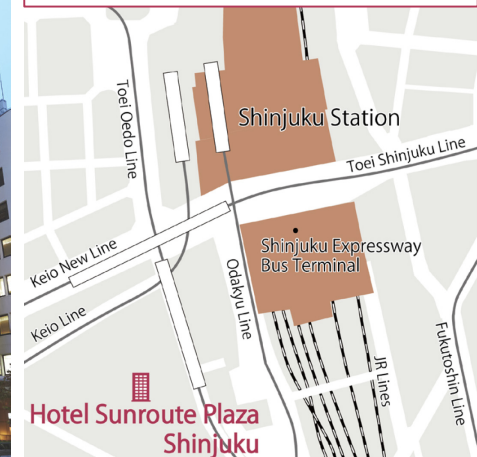 Shinjuku Station
Toei Oedo Line
Toei Shinjuku Line
Keio New Line
Shinjuku Expressway
Bus Terminal
Keio Line
Odakyu Line
JR Lines
Fukutoshin Line
Hotel Sunroute Plaza
Shinjuku